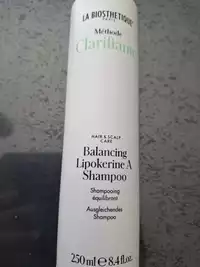 LA BIOSTHETIQUE
PARIS
Méthode
Clarifiante
HAIR & SCALP
CARE
Balancing
Lipokerine A
Shampoo
Shampooing
équilibrant
Ausgleichendes
Shampoo
250 ml e 8.4 fl.oz.